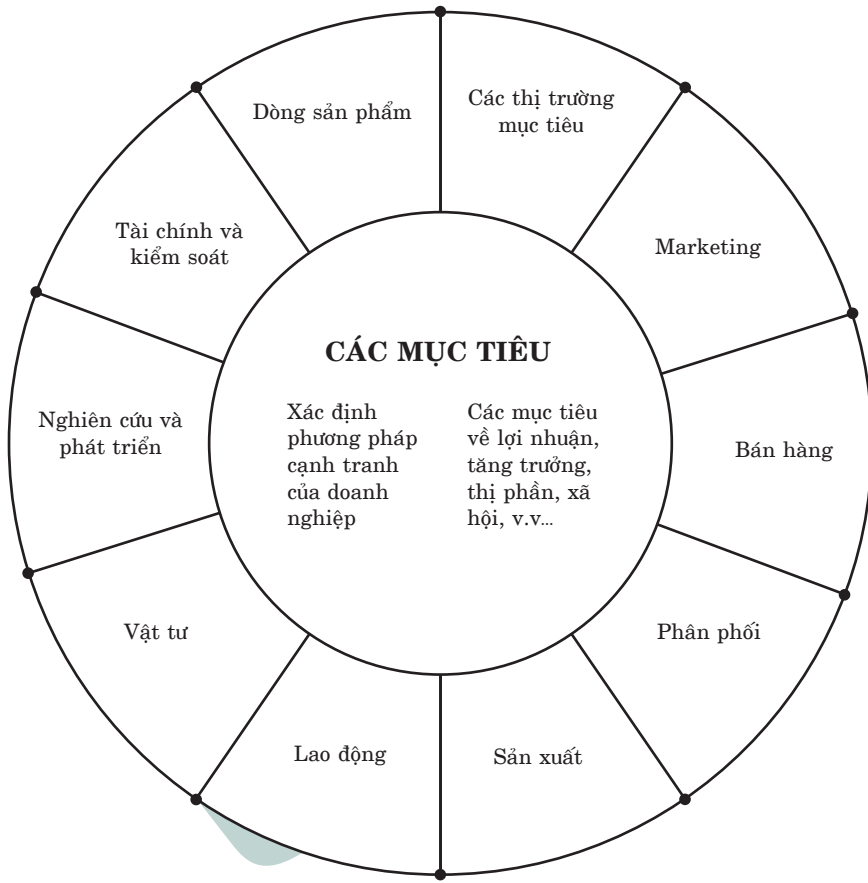 Dòng sản phẩm
Các thị trường
mục tiêu
Tài chính và
kiểm soát
Marketing
CÁC MỤC TIÊU
Xác định
phương pháp
cạnh tranh
của doanh
nghiệp
Các mục tiêu
về lợi nhuận,
tăng trưởng,
thị phần, xã
hội, v.v...
Nghiên cứu và
phát triển
Bán hàng
Vật tư
Phân phối
Lao động
Sản xuất